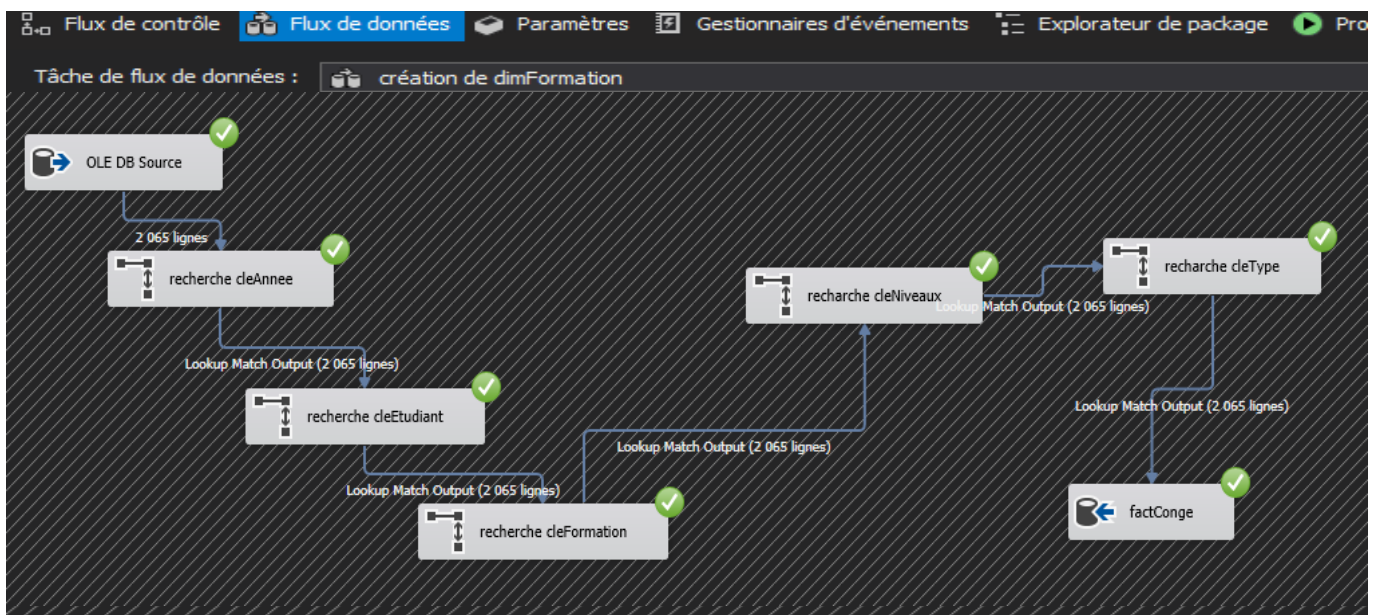 Flux de contrôle Flux de données Paramètres Gestionnaires d'événements Explorateur de package Pro
Tâche de flux de données : création de dimFormation
OLE DB Source
2 065 lignes
recherche cleAnnee
Lookup Match Output (2 065 lignes)
recherche cleEtudiant
Lookup Match Output (2 065 lignes)
recherche cleFormation
Lookup Match Output (2 065 lignes)
recharche cleNiveaux
Lookup Match Output (2 065 lignes)
recharche cleType
Lookup Match Output (2 065 lignes)
factConge